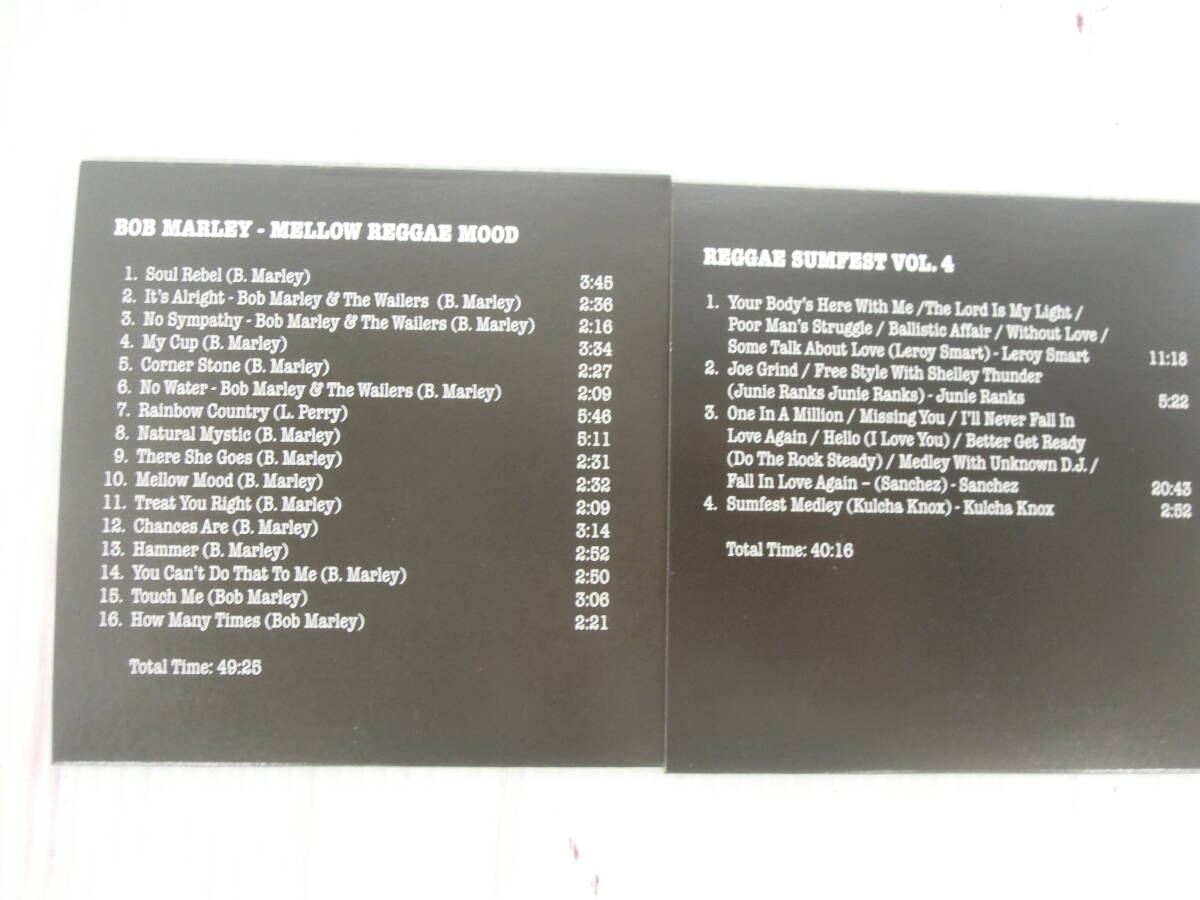 BOB MARLEY - MELLOW REGGAE MOOD
1. Soul Rebel (B. Marley) 3:45
2. It's Alright - Bob Marley & The Wailers (B. Marley) 2:36
3. No Sympathy - Bob Marley & The Wailers (B. Marley) 2:16
4. My Cup (B. Marley) 3:34
5. Corner Stone (B. Marley) 2:27
6. No Water - Bob Marley & The Wailers (B. Marley) 2:09
7. Rainbow Country (L. Perry) 5:46
8. Natural Mystic (B. Marley) 5:11
9. There She Goes (B. Marley) 2:31
10. Mellow Mood (B. Marley) 2:32
11. Treat You Right (B. Marley) 2:09
12. Chances Are (B. Marley) 3:14
13. Hammer (B. Marley) 2:52
14. You Can't Do That To Me (B. Marley) 2:50
15. Touch Me (Bob Marley) 3:06
16. How Many Times (Bob Marley) 2:21
Total Time: 49:25
REGGAE SUMFEST VOL. 4
1. Your Body's Here With Me /The Lord Is My Light /
Poor Man's Struggle / Ballistic Affair / Without Love /
Some Talk About Love (Leroy Smart) - Leroy Smart 11:18
2. Joe Grind / Free Style With Shelley Thunder
(Junie Ranks Junie Ranks) - Junie Ranks 5:22
3. One In A Million / Missing You / I'll Never Fall In
Love Again / Hello (I Love You) / Better Get Ready
(Do The Rock Steady) / Medley With Unknown D.J. /
Fall In Love Again – (Sanchez) - Sanchez 20:43
4. Sumfest Medley (Kulcha Knox) - Kulcha Knox 2:52
Total Time: 40:16